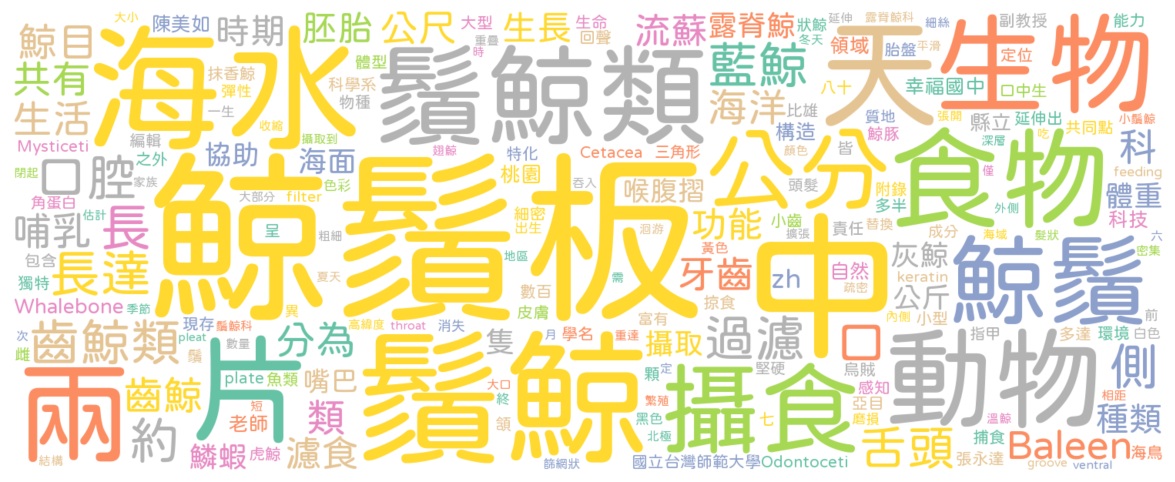 大小
陳美如
時期
胚胎
公尺
大型
重疊
時
生長
生命
回聲
流蘇
露脊鯨
狀鯨
冬天
延伸
露脊鯨科
細絲
副教授
能力
鯨目
海水
鬚鯨類
藍鯨
領域
胎盤
平滑
天
生物
定位
共有
抹香鯨
彈性
體型
科學系
物種
八十
幸福國中
口中生
小鬚鯨
生活
編輯
一生
收縮
攝取到
翅鯨
海洋
比雄
質地
鯨豚
構造
張開
縣立
延伸出
共同點
吃
深層
Mysticeti
口腔
之外
協助
海面
特化
Cetacea
三角形
顏色
皆
公分
食物
科
feeding
閉起
家族
角蛋白
色彩
filter
桃園
吞入
頭髮
喉腹摺
附錄
多半
僅
外側
體重
哺乳
長
大部分
細密
出生
鯨鬚板
中
功能
小齒
責任
替換
成分
髮狀
科技
估計
呈
粗細
洄游
擴張
黃色
海域
六
包含
獨特
長達
地區
牙齒
zh
自然
疏密
灰鯨
keratin
鯨鬚
密集
Whalebone
季節
夏天
異
需
數百
皮膚
掠食
內側
公斤
小型
指甲
多達
環境
前
白色
次
雌
齒鯨類
現存
鬚鯨科
pleat
數量
鬚
分為
高緯度
throat
消失
隻
月
學名
重達
富有
攝取
過濾
口
烏賊
動物
側
兩
片
齒鯨
plate
魚類
嘴巴
鬚鯨
大口
終
頜
顆
定
繁殖
堅硬
感知
亞目
磨損
七
溫鯨
相距
種類
約
短
老師
類
黑色
北極
攝食
舌頭
捕食
Baleen
海鳥
結構
鱗蝦
虎鯨
濾食
篩網狀
國立台灣師範大學
Odontoceti
張永達
groove
ventral